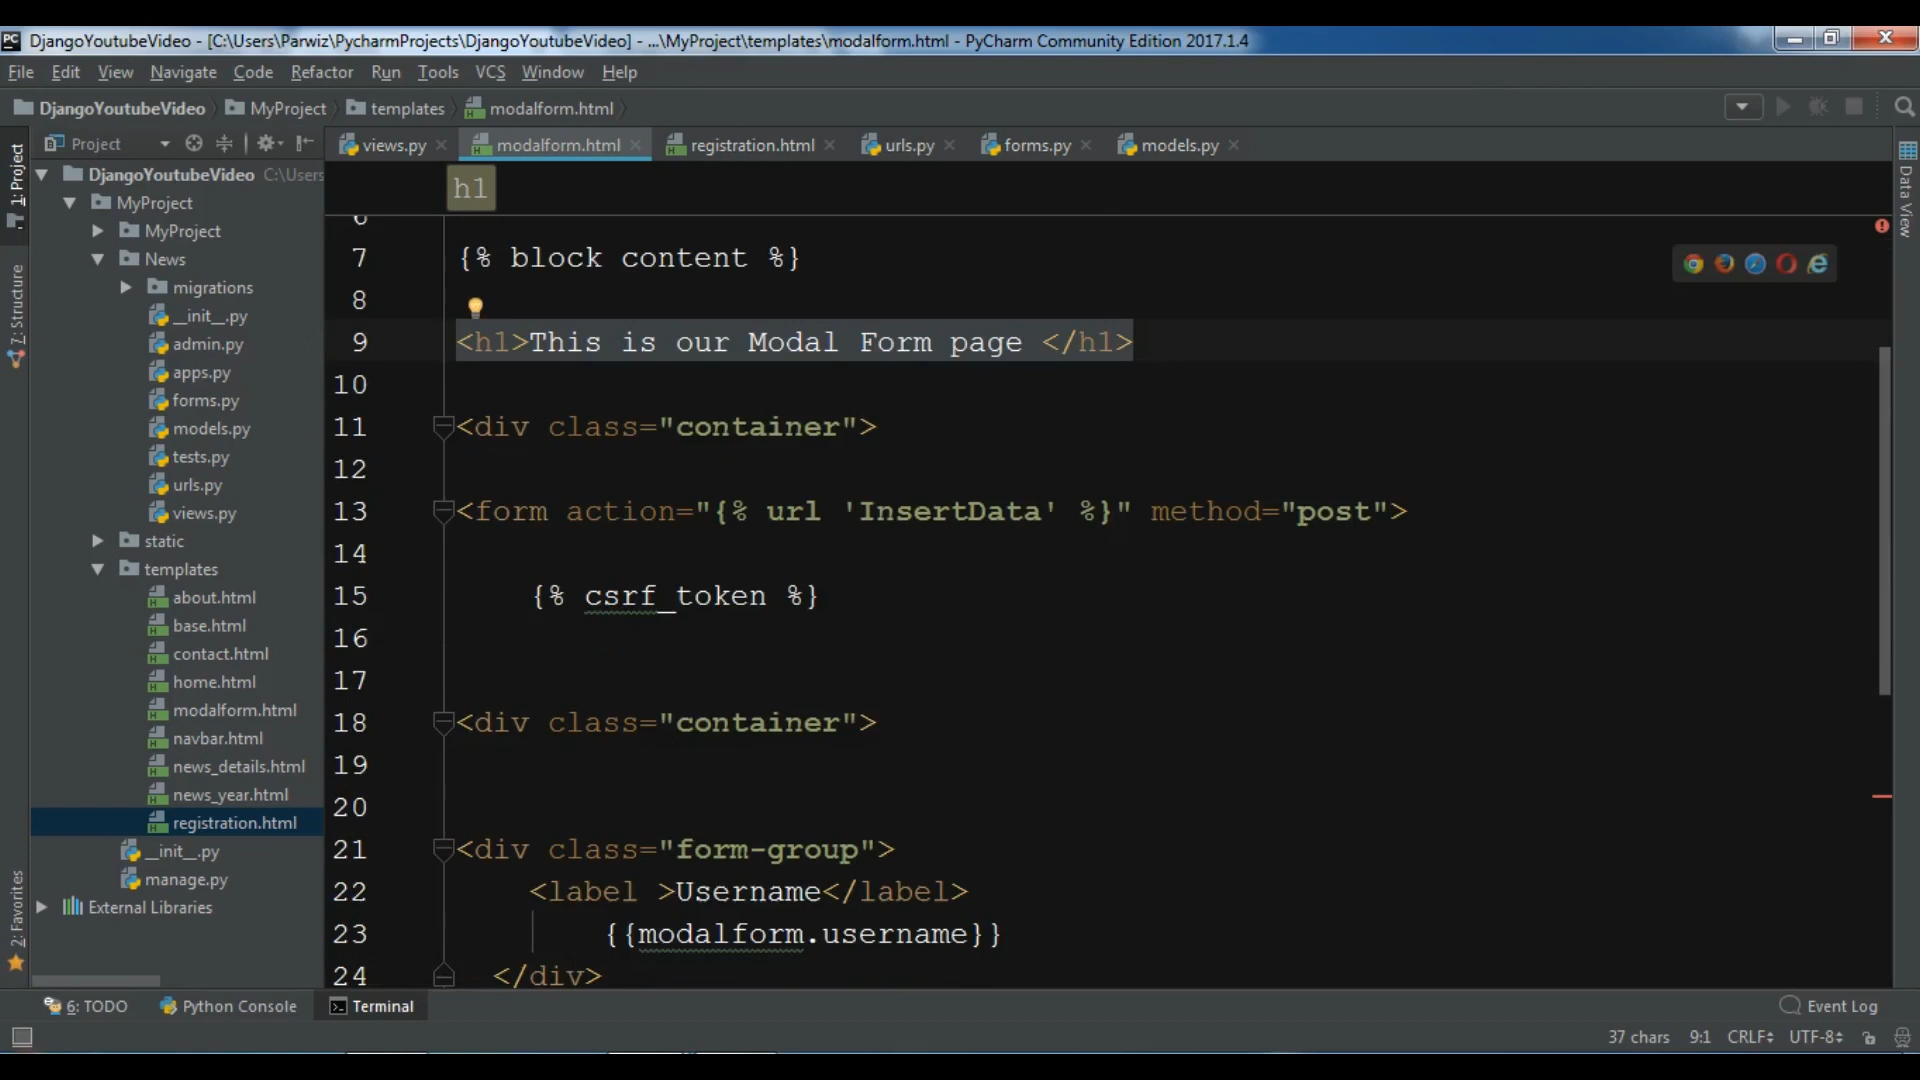 DjangoYoutubeVideo - [C:\Users\Parwiz\PycharmProjects\DjangoYoutubeVideo] - ...\MyProject\templates\modalform.html - PyCharm Community Edition 2017.1.4
File Edit View Navigate Code Refactor Run Tools VCS Window Help
DjangoYoutubeVideo MyProject templates modalform.html
Project
views.py modalform.html registration.html urls.py forms.py models.py
1: Project
7: Structure
2: Favorites
Data View
DjangoYoutubeVideo C:\Users
MyProject
MyProject
News
migrations
__init__.py
admin.py
apps.py
forms.py
models.py
tests.py
urls.py
views.py
static
templates
about.html
base.html
contact.html
home.html
modalform.html
navbar.html
news_details.html
news_year.html
registration.html
__init__.py
manage.py
External Libraries
h1
6
7 {% block content %}
8
9 <h1>This is our Modal Form page </h1>
10
11 <div class="container">
12
13 <form action="{% url 'InsertData' %}" method="post">
14
15 {% csrf_token %}
16
17
18 <div class="container">
19
20
21 <div class="form-group">
22 <label >Username</label>
23 {{modalform.username}}
24 </div>
6: TODO Python Console Terminal Event Log
37 chars 9:1 CRLF UTF-8